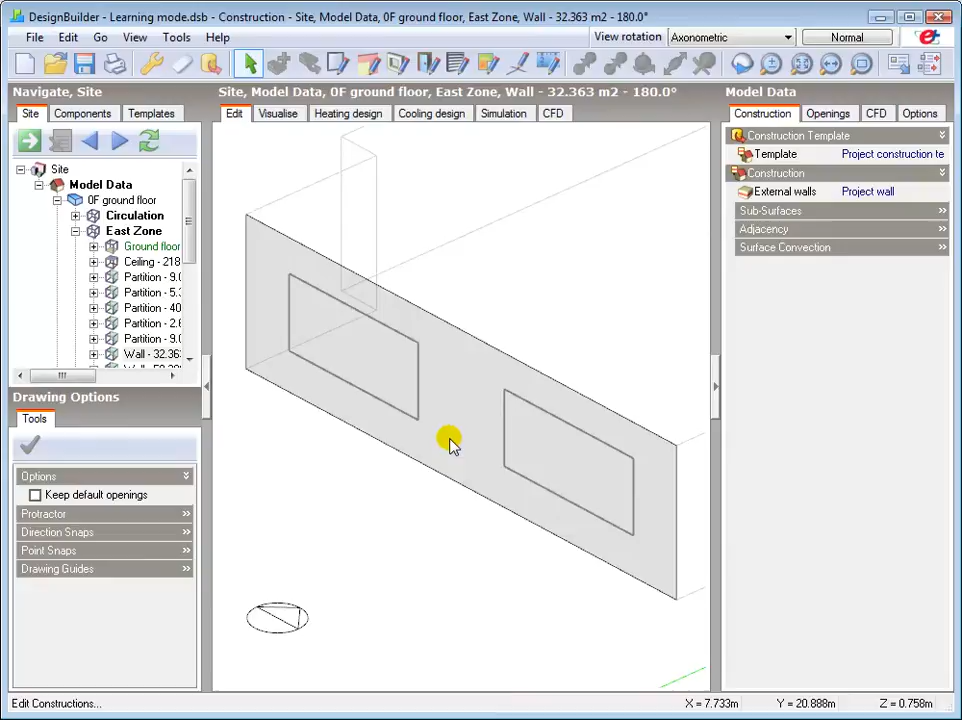 DesignBuilder - Learning mode.dsb - Construction - Site, Model Data, 0F ground floor, East Zone, Wall - 32.363 m2 - 180.0°
File Edit Go View Tools Help
View rotation Axonometric Normal
Navigate, Site
Site, Model Data, 0F ground floor, East Zone, Wall - 32.363 m2 - 180.0°
Model Data
Site Components Templates
Edit Visualise Heating design Cooling design Simulation CFD
Construction Openings CFD Options
Construction Template
Template Project construction te
Construction
External walls Project wall
Sub-Surfaces
Adjacency
Surface Convection
Site
Model Data
0F ground floor
Circulation
East Zone
Ground floor
Ceiling - 218
Partition - 9.0
Partition - 5.3
Partition - 40
Partition - 2.6
Partition - 9.0
Wall - 32.36
Drawing Options
Tools
Options
Keep default openings
Protractor
Direction Snaps
Point Snaps
Drawing Guides
Edit Constructions... X = 7.733m Y = 20.888m Z = 0.758m